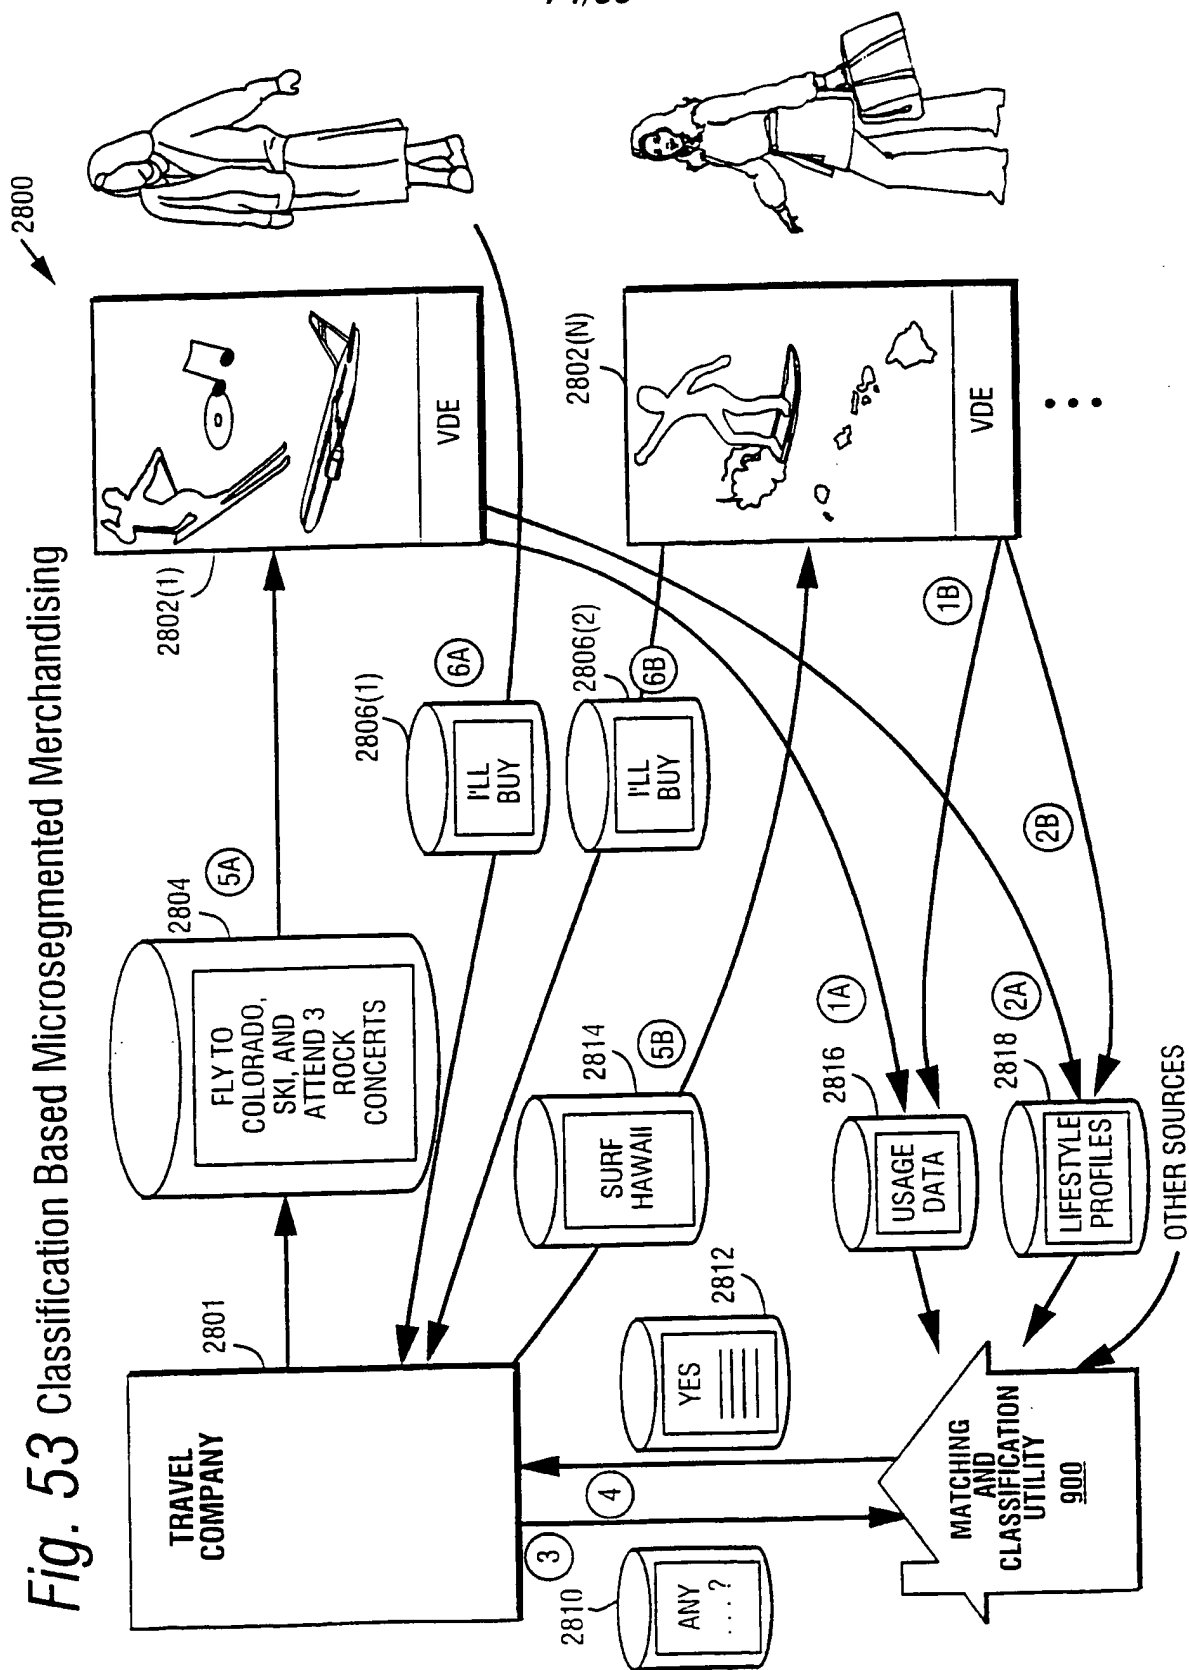 Fig. 53 Classification Based Microsegmented Merchandising
2800
TRAVEL
COMPANY
2801
FLY TO
COLORADO,
SKI, AND
ATTEND 3
ROCK
CONCERTS
2804
5A
2802(1)
VDE
I'LL
BUY
2806(1)
6A
I'LL
BUY
2806(2)
6B
2802(N)
VDE
SURF
HAWAII
2814
5B
3
4
ANY
....?
2810
YES
2812
1A
1B
2A
2B
USAGE
DATA
2816
LIFESTYLE
PROFILES
2818
MATCHING
AND
CLASSIFICATION
UTILITY
900
OTHER SOURCES